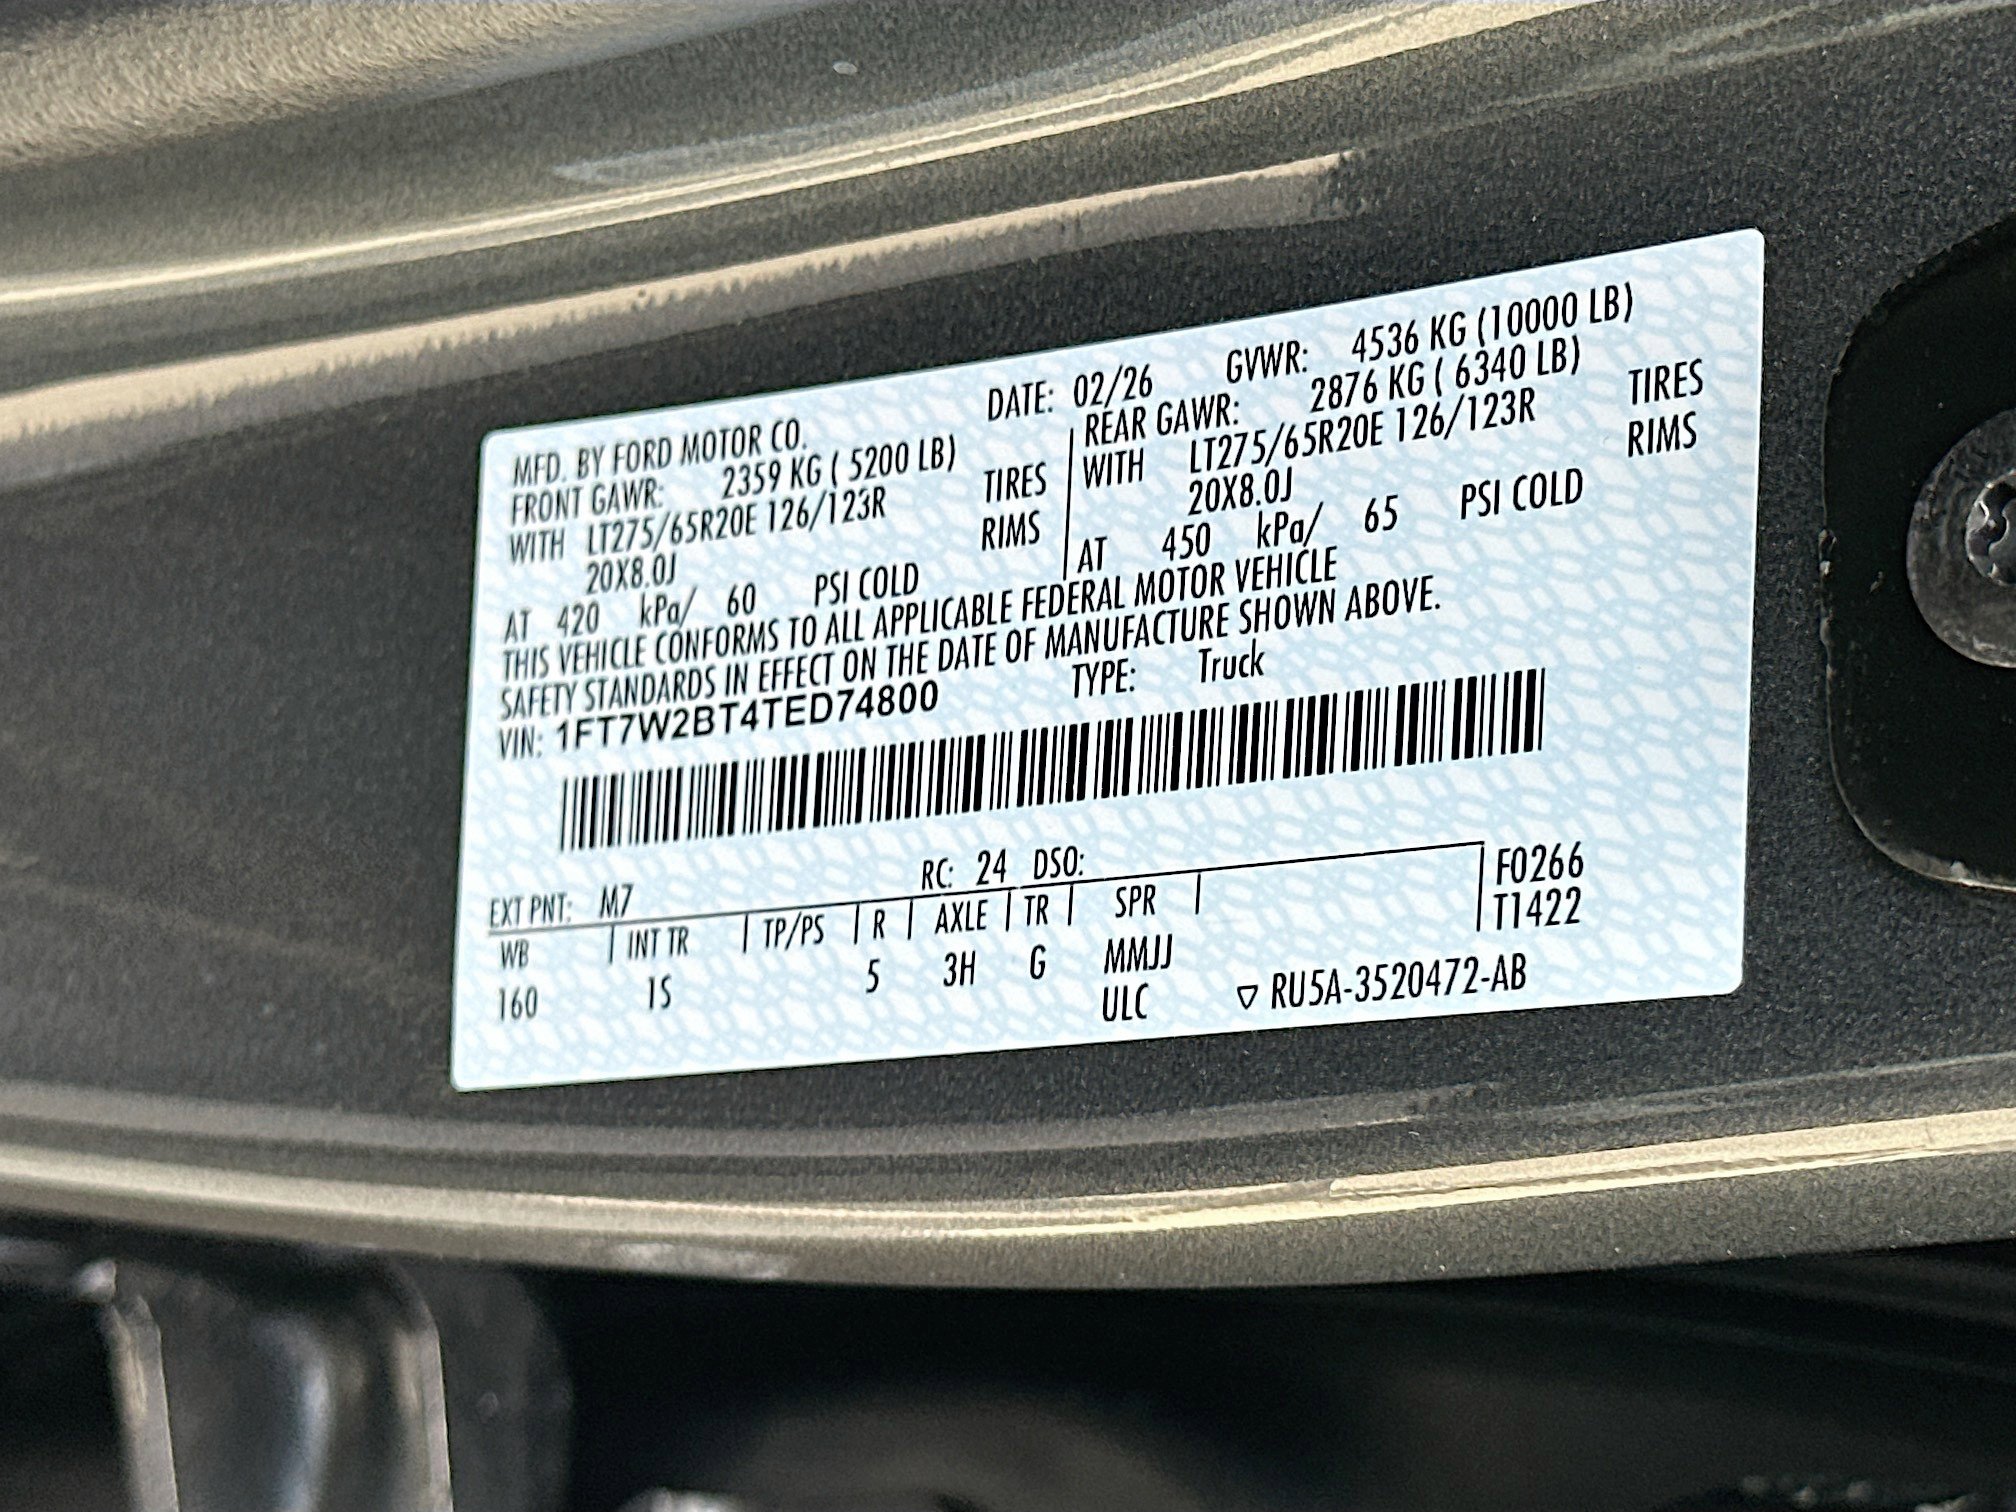 MFD. BY FORD MOTOR CO.
DATE: 02/26 GVWR: 4536 KG (10000 LB)
FRONT GAWR: 2359 KG ( 5200 LB)
WITH LT275/65R20E 126/123R TIRES
20X8.0J RIMS
AT 420 kPa/ 60 PSI COLD
REAR GAWR: 2876 KG ( 6340 LB)
WITH LT275/65R20E 126/123R TIRES
20X8.0J RIMS
AT 450 kPa/ 65 PSI COLD
THIS VEHICLE CONFORMS TO ALL APPLICABLE FEDERAL MOTOR VEHICLE
SAFETY STANDARDS IN EFFECT ON THE DATE OF MANUFACTURE SHOWN ABOVE.
VIN: 1FT7W2BT4TED74800 TYPE: Truck
EXT PNT: M7 RC: 24 DSO:
F0266
WB INT TR TP/PS R AXLE TR SPR T1422
160 1S 5 3H G MMJJ
ULC ▽ RU5A-3520472-AB